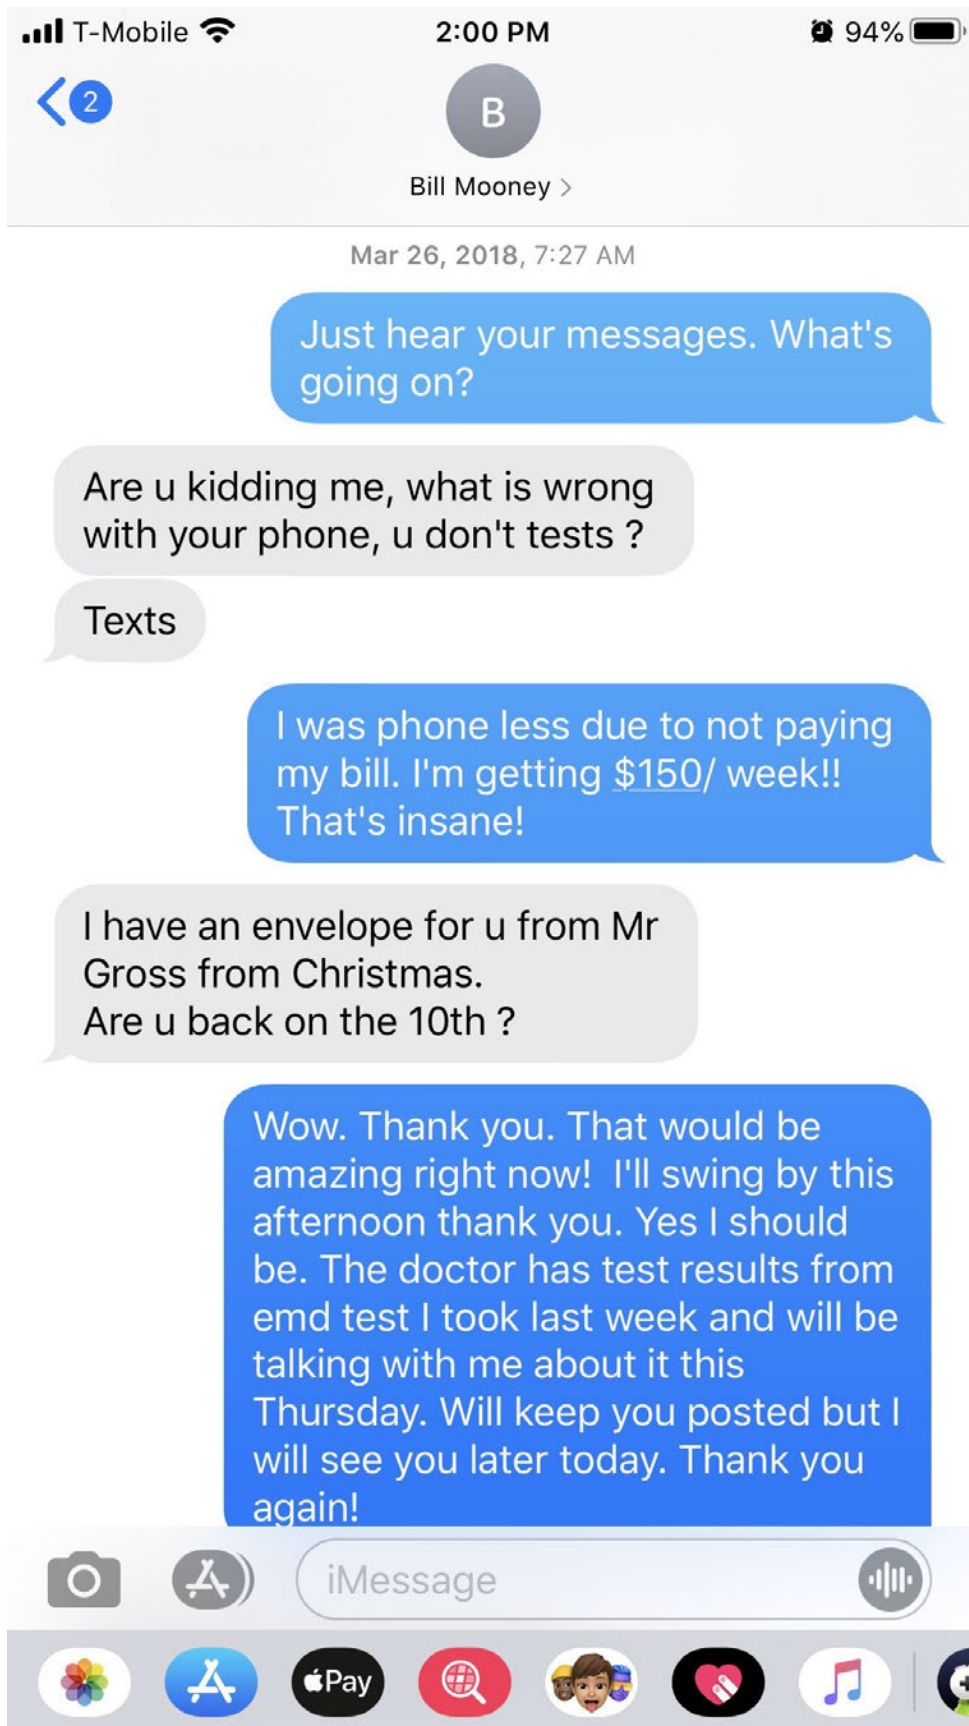 T-Mobile 2:00 PM 94%
2
B
Bill Mooney >
Mar 26, 2018, 7:27 AM
Just hear your messages. What's
going on?
Are u kidding me, what is wrong
with your phone, u don't tests ?
Texts
I was phone less due to not paying
my bill. I'm getting $150/ week!!
That's insane!
I have an envelope for u from Mr
Gross from Christmas.
Are u back on the 10th ?
Wow. Thank you. That would be
amazing right now!  I'll swing by this
afternoon thank you. Yes I should
be. The doctor has test results from
emd test I took last week and will be
talking with me about it this
Thursday. Will keep you posted but I
will see you later today. Thank you
again!
iMessage
Pay